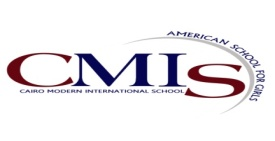 AMERICAN SCHOOL FOR GIRLS
CMIS
CAIRO MODERN INTERNATIONAL SCHOOL